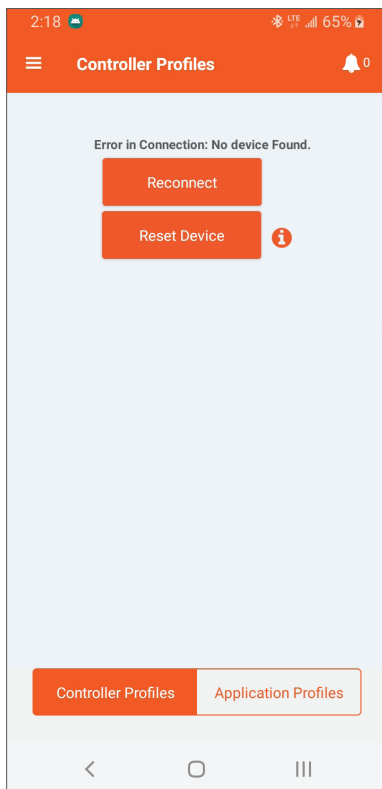 2:18 LTE 65%
Controller Profiles 0
Error in Connection: No device Found.
Reconnect
Reset Device
Controller Profiles Application Profiles